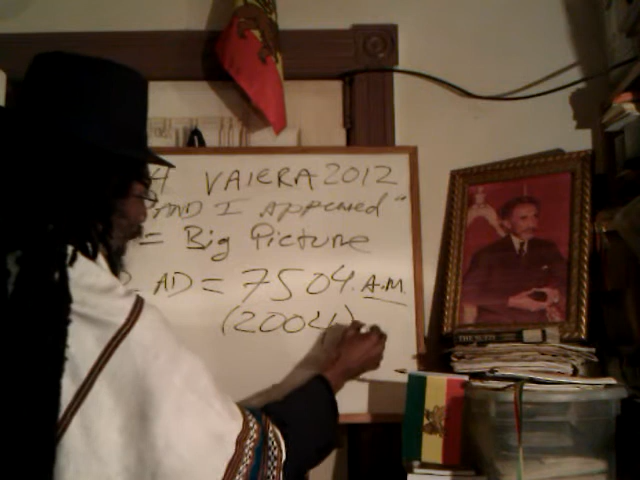 H VAIERA 2012
AND I Appeared"
= Big Picture
AD = 7504 A.M.
(2004)